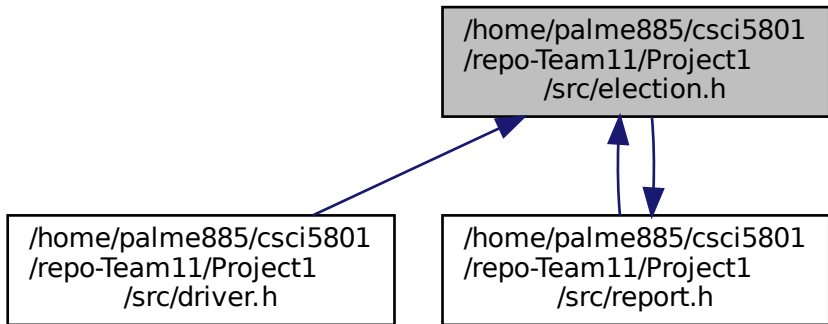 /home/palme885/csci5801
/repo-Team11/Project1
/src/election.h
/home/palme885/csci5801
/repo-Team11/Project1
/src/driver.h
/home/palme885/csci5801
/repo-Team11/Project1
/src/report.h